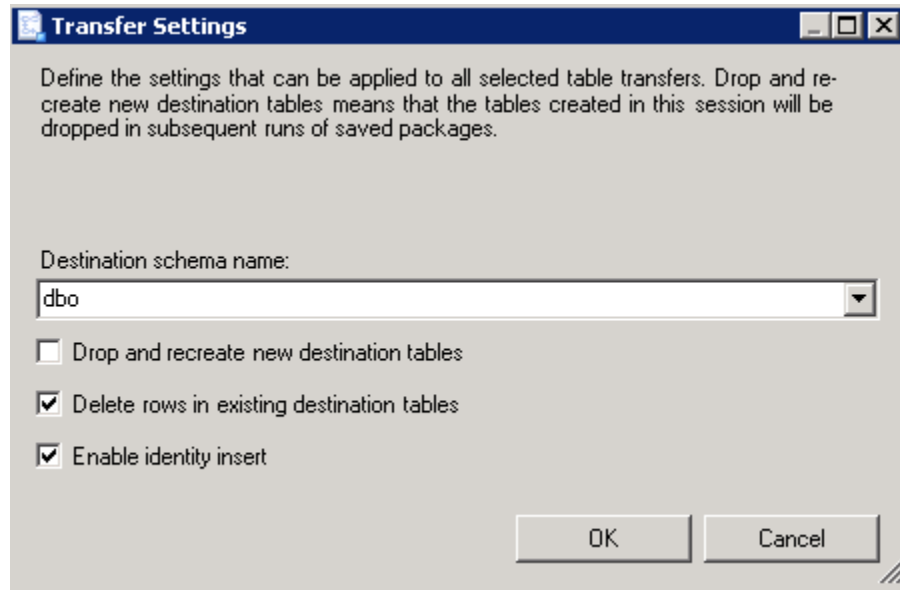 Transfer Settings
Define the settings that can be applied to all selected table transfers. Drop and re-
create new destination tables means that the tables created in this session will be
dropped in subsequent runs of saved packages.
Destination schema name:
dbo
Drop and recreate new destination tables
Delete rows in existing destination tables
Enable identity insert
OK Cancel